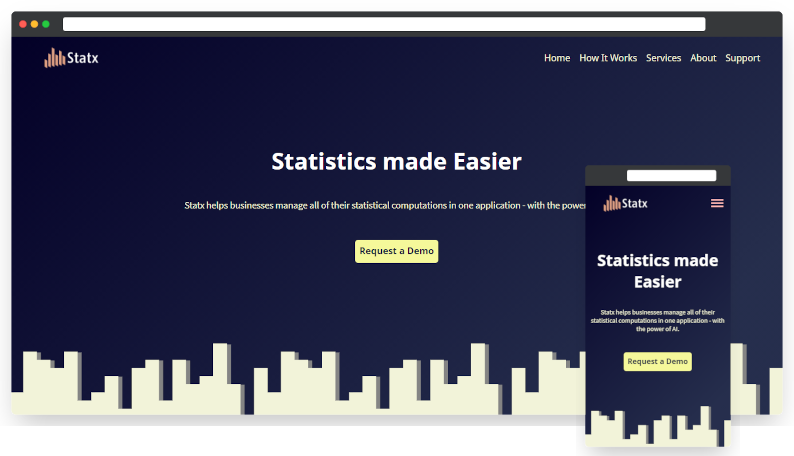 Statx
Home How It Works Services About Support
Statistics made Easier
Statx helps businesses manage all of their statistical computations in one application - with the power
Request a Demo
Statx
Statistics made
Easier
Statx helps businesses manage all of their
statistical computations in one application - with
the power of AI.
Request a Demo